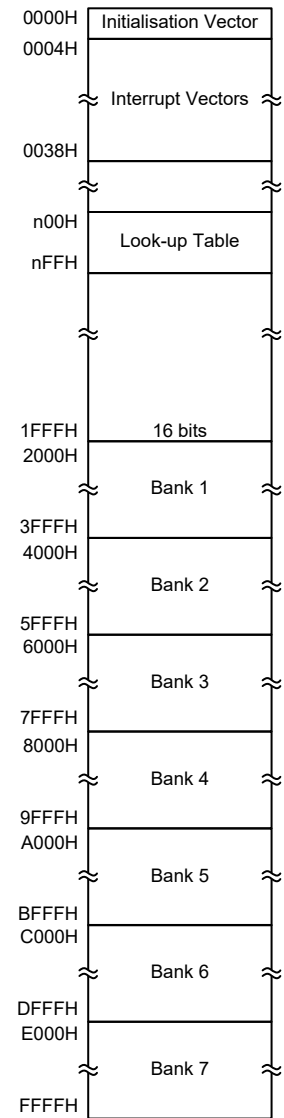 0000H Initialisation Vector
0004H
Interrupt Vectors
0038H
n00H
Look-up Table
nFFH
1FFFH 16 bits
2000H
Bank 1
3FFFH
4000H
Bank 2
5FFFH
6000H
Bank 3
7FFFH
8000H
Bank 4
9FFFH
A000H
Bank 5
BFFFH
C000H
Bank 6
DFFFH
E000H
Bank 7
FFFFH